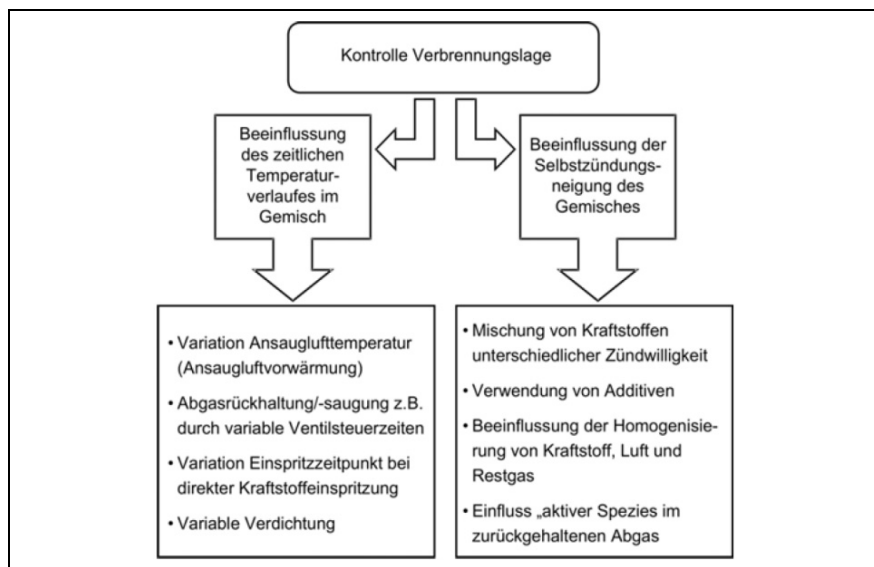 Kontrolle Verbrennungslage
Beeinflussung
des zeitlichen
Temperatur-
verlaufes im
Gemisch
Beeinflussung der
Selbstzündungs-
neigung des
Gemisches
• Variation Ansauglufttemperatur
(Ansaugluftvorwärmung)
• Abgasrückhaltung/-saugung z.B.
durch variable Ventilsteuerzeiten
• Variation Einspritzzeitpunkt bei
direkter Kraftstoffeinspritzung
• Variable Verdichtung
• Mischung von Kraftstoffen
unterschiedlicher Zündwilligkeit
• Verwendung von Additiven
• Beeinflussung der Homogenisie-
rung von Kraftstoff, Luft und
Restgas
• Einfluss „aktiver Spezies im
zurückgehaltenen Abgas